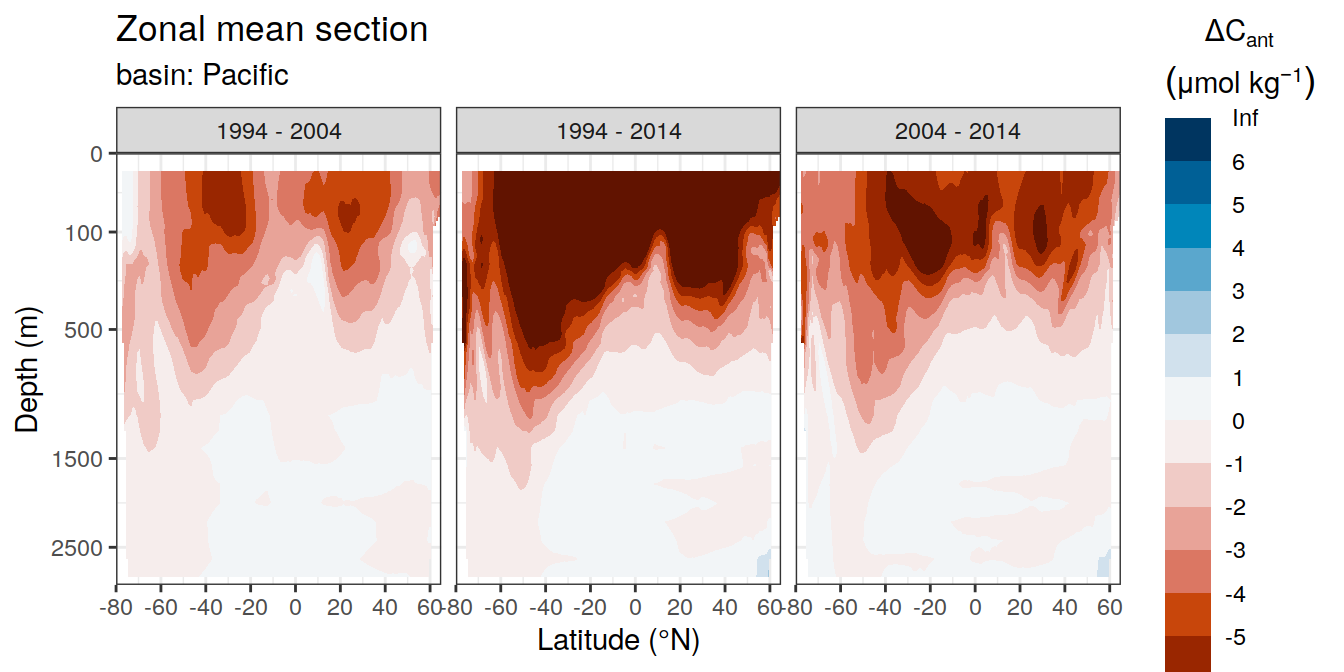 Zonal mean section
basin: Pacific
1994 - 2004
1994 - 2014
2004 - 2014
Depth (m)
0
100
500
1500
2500
-80 -60 -40 -20 0 20 40 60
-80 -60 -40 -20 0 20 40 60
-80 -60 -40 -20 0 20 40 60
Latitude (°N)
ΔCant
(μmol kg⁻¹)
Inf
6
5
4
3
2
1
0
-1
-2
-3
-4
-5